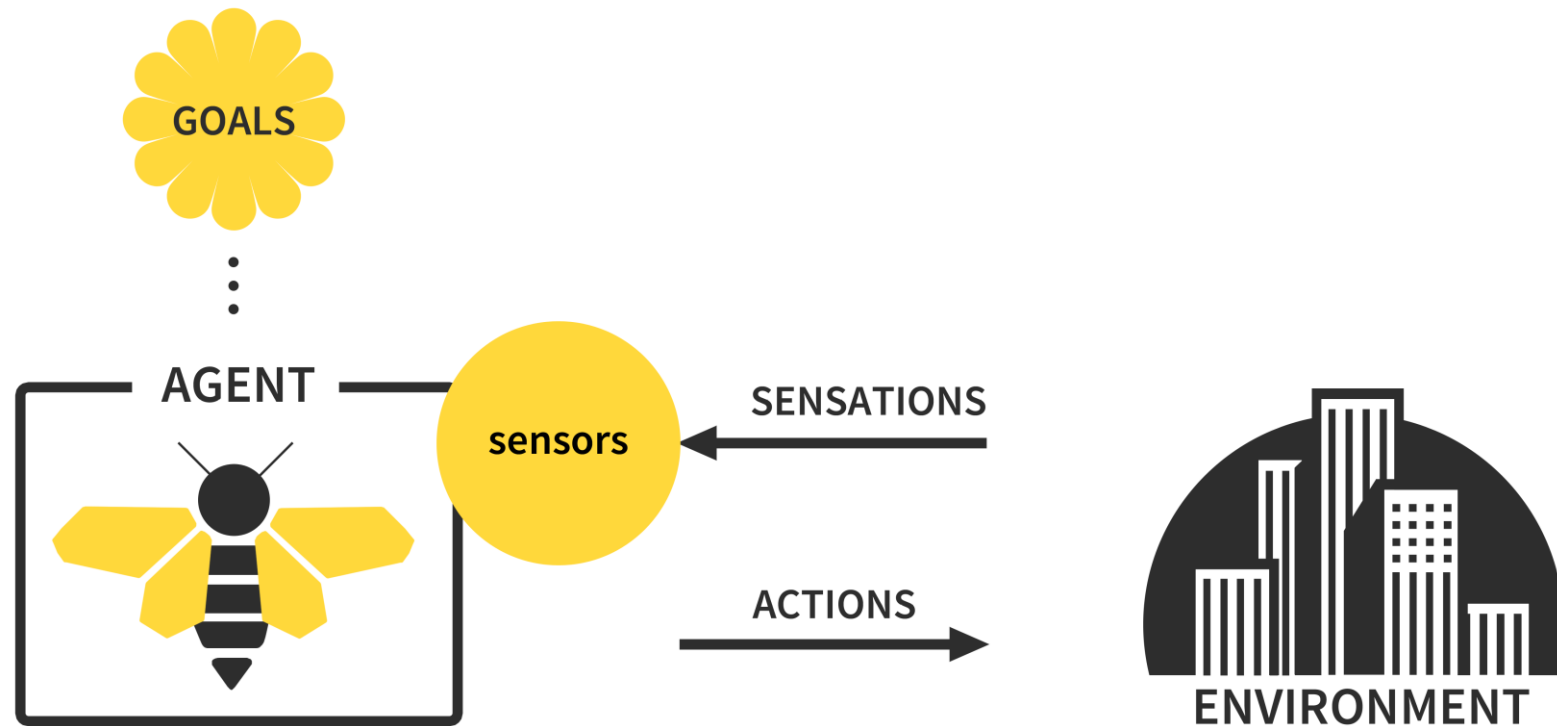 GOALS
AGENT
sensors
SENSATIONS
ACTIONS
ENVIRONMENT